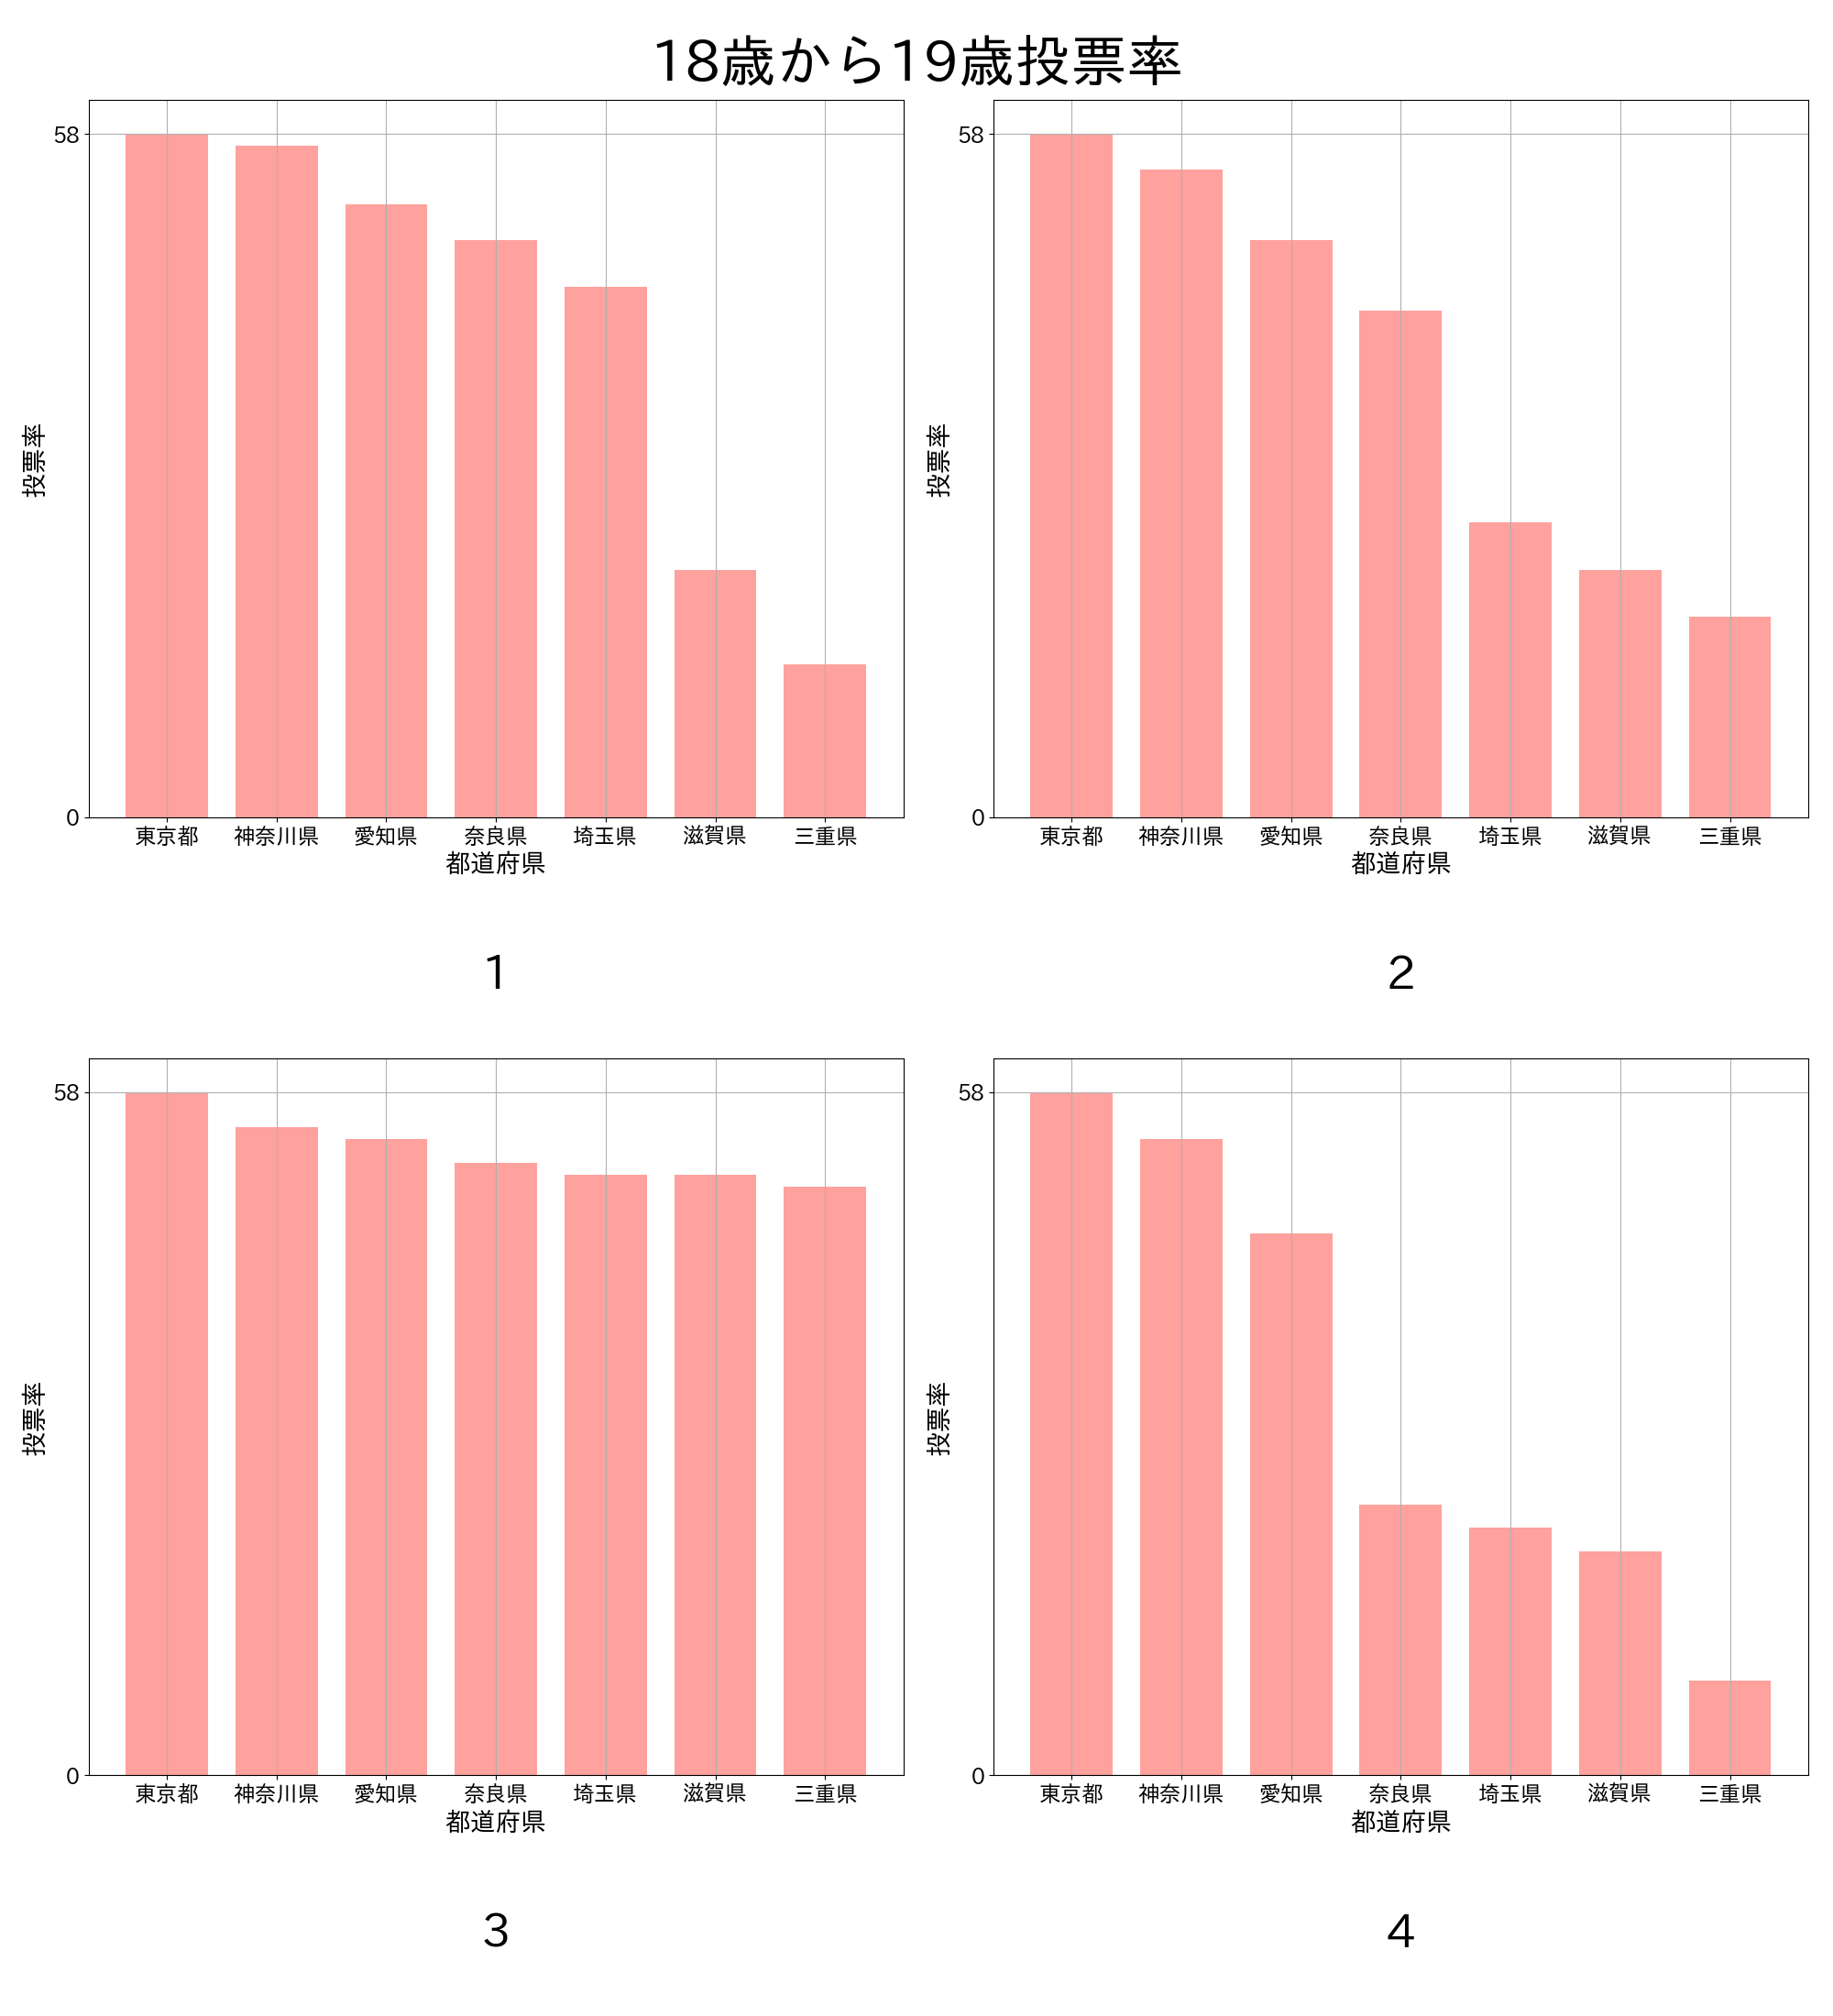 18歳から19歳投票率
58
0
投票率
東京都 神奈川県 愛知県 奈良県 埼玉県 滋賀県 三重県
都道府県
1
58
0
投票率
東京都 神奈川県 愛知県 奈良県 埼玉県 滋賀県 三重県
都道府県
2
58
0
投票率
東京都 神奈川県 愛知県 奈良県 埼玉県 滋賀県 三重県
都道府県
3
58
0
投票率
東京都 神奈川県 愛知県 奈良県 埼玉県 滋賀県 三重県
都道府県
4